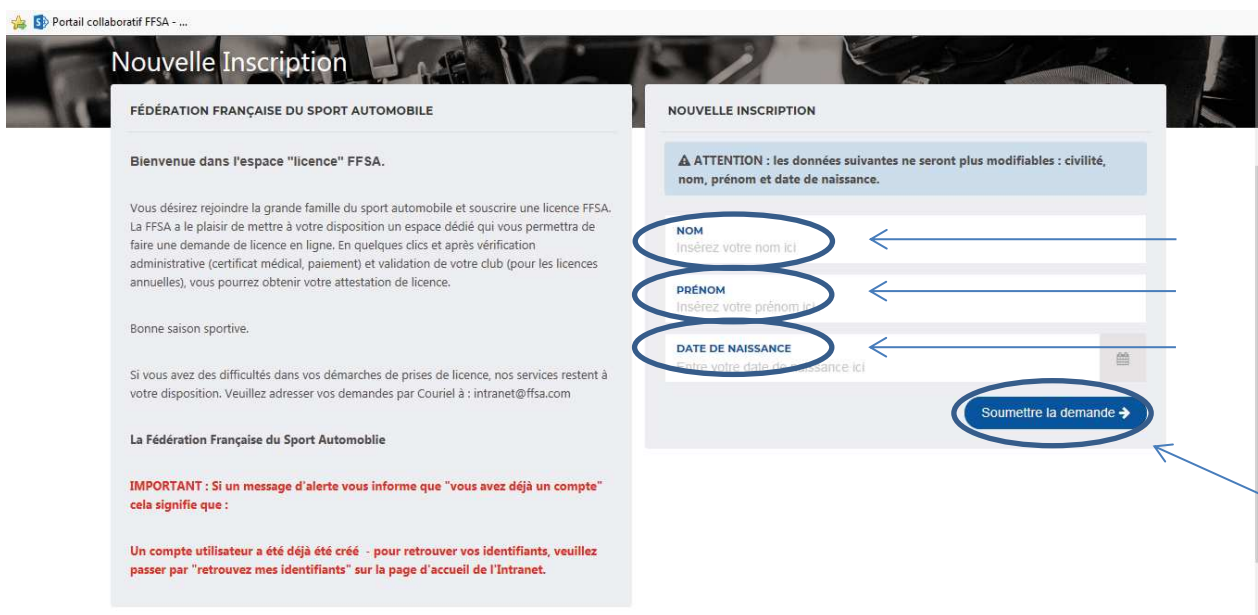 Portail collaboratif FFSA - ...
Nouvelle Inscription
FÉDÉRATION FRANÇAISE DU SPORT AUTOMOBILE
Bienvenue dans l'espace "licence" FFSA.
Vous désirez rejoindre la grande famille du sport automobile et souscrire une licence FFSA.
La FFSA a le plaisir de mettre à votre disposition un espace dédié qui vous permettra de
faire une demande de licence en ligne. En quelques clics et après vérification
administrative (certificat médical, paiement) et validation de votre club (pour les licences
annuelles), vous pourrez obtenir votre attestation de licence.
Bonne saison sportive.
Si vous avez des difficultés dans vos démarches de prises de licence, nos services restent à
votre disposition. Veuillez adresser vos demandes par Couriel à : intranet@ffsa.com
La Fédération Française du Sport Automoblie
IMPORTANT : Si un message d'alerte vous informe que "vous avez déjà un compte"
cela signifie que :
Un compte utilisateur a été déjà été créé - pour retrouver vos identifiants, veuillez
passer par "retrouvez mes identifiants" sur la page d'accueil de l'Intranet.
NOUVELLE INSCRIPTION
ATTENTION : les données suivantes ne seront plus modifiables : civilité,
nom, prénom et date de naissance.
NOM
Insérez votre nom ici
PRÉNOM
Insérez votre prénom ici
DATE DE NAISSANCE
Entre votre date de naissance ici
Soumettre la demande →